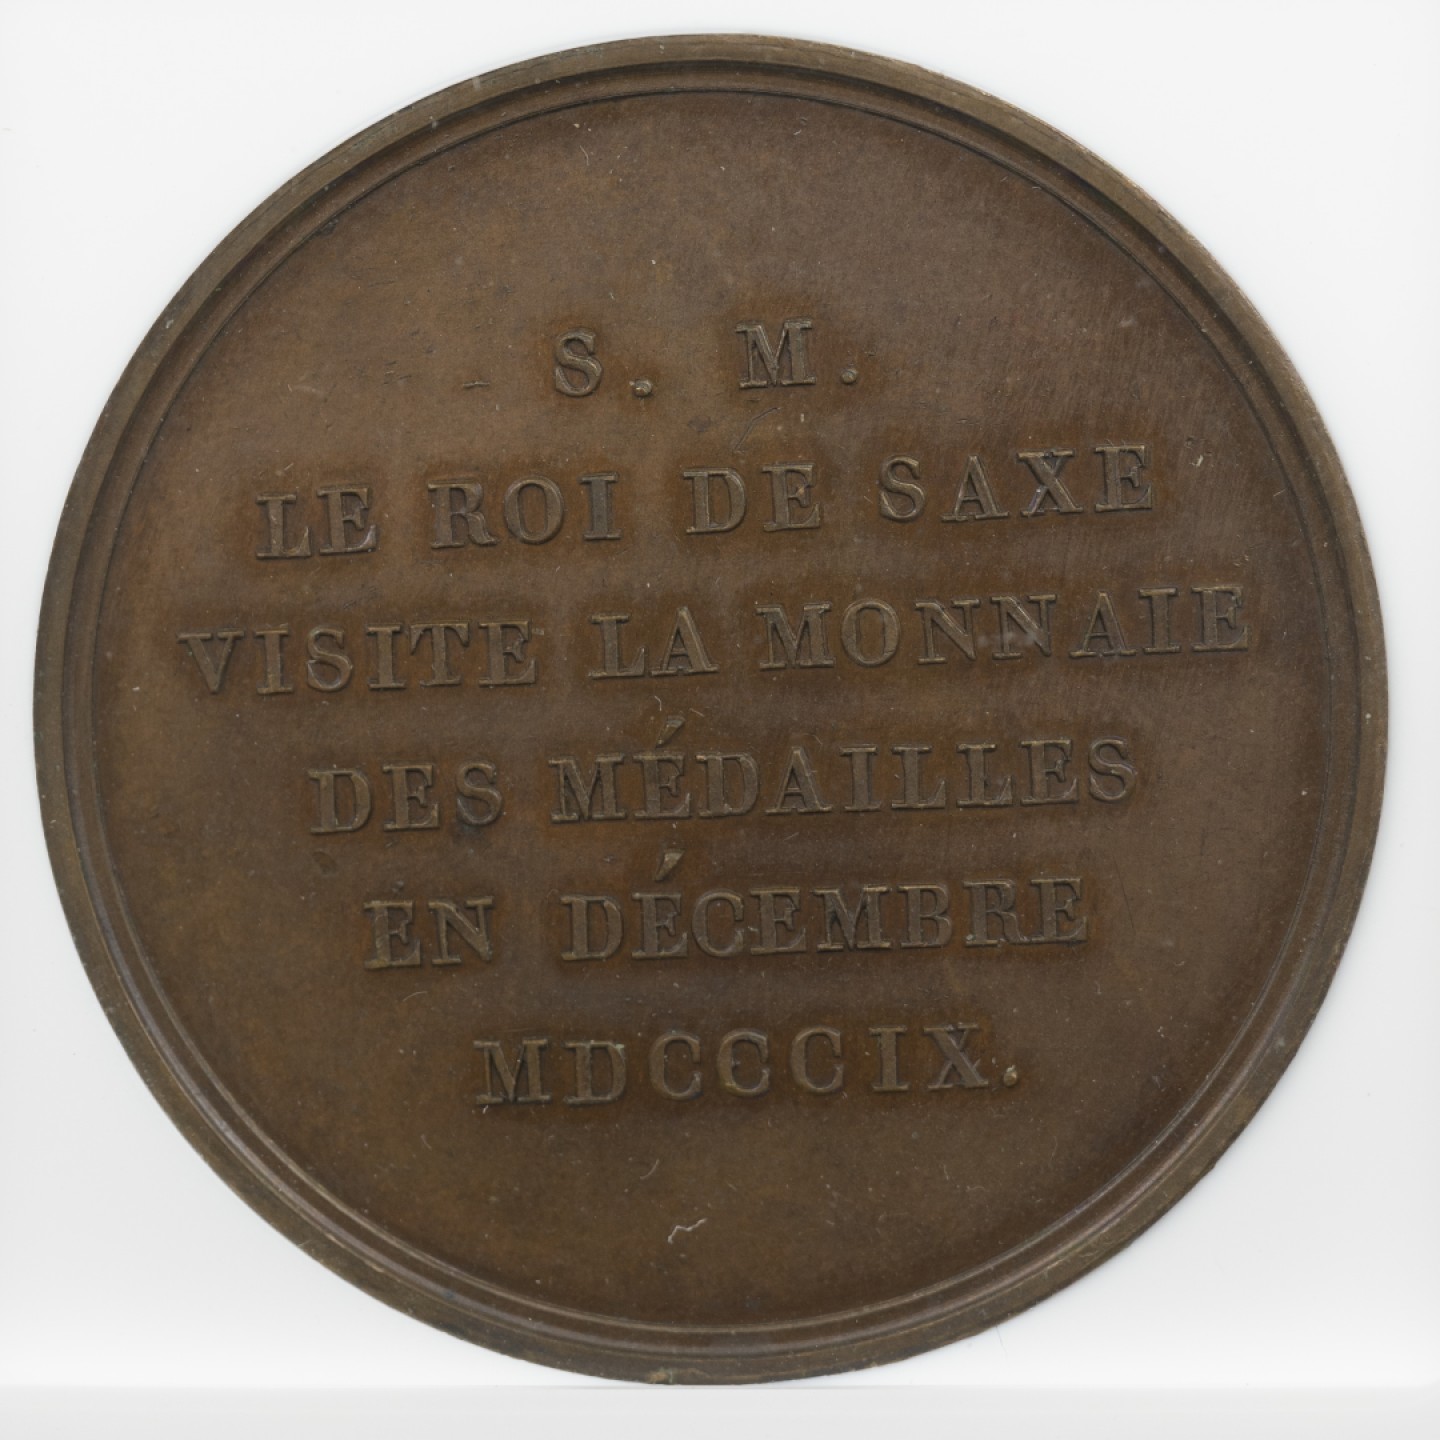 S. M.
LE ROI DE SAXE
VISITE LA MONNAIE
DES MÉDAILLES
EN DÉCEMBRE
MDCCCIX.